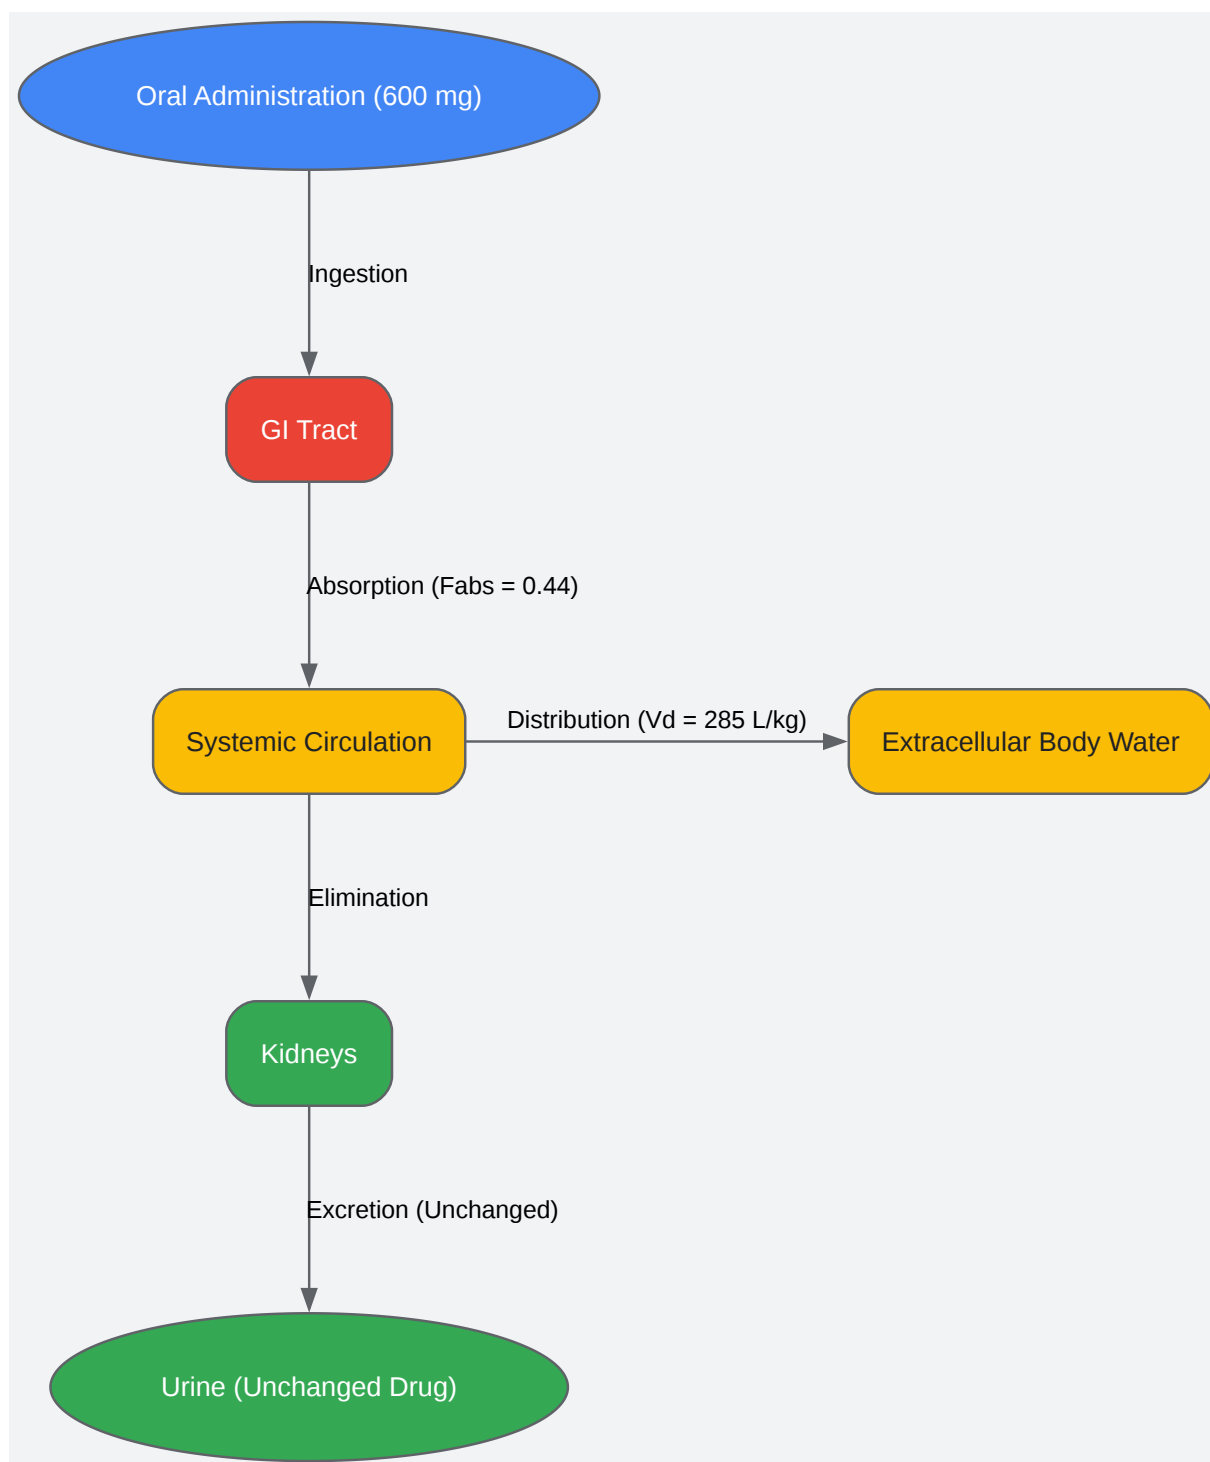 Oral Administration (600 mg)
Ingestion
GI Tract
Absorption (Fabs = 0.44)
Systemic Circulation
Distribution (Vd = 285 L/kg)
Extracellular Body Water
Elimination
Kidneys
Excretion (Unchanged)
Urine (Unchanged Drug)